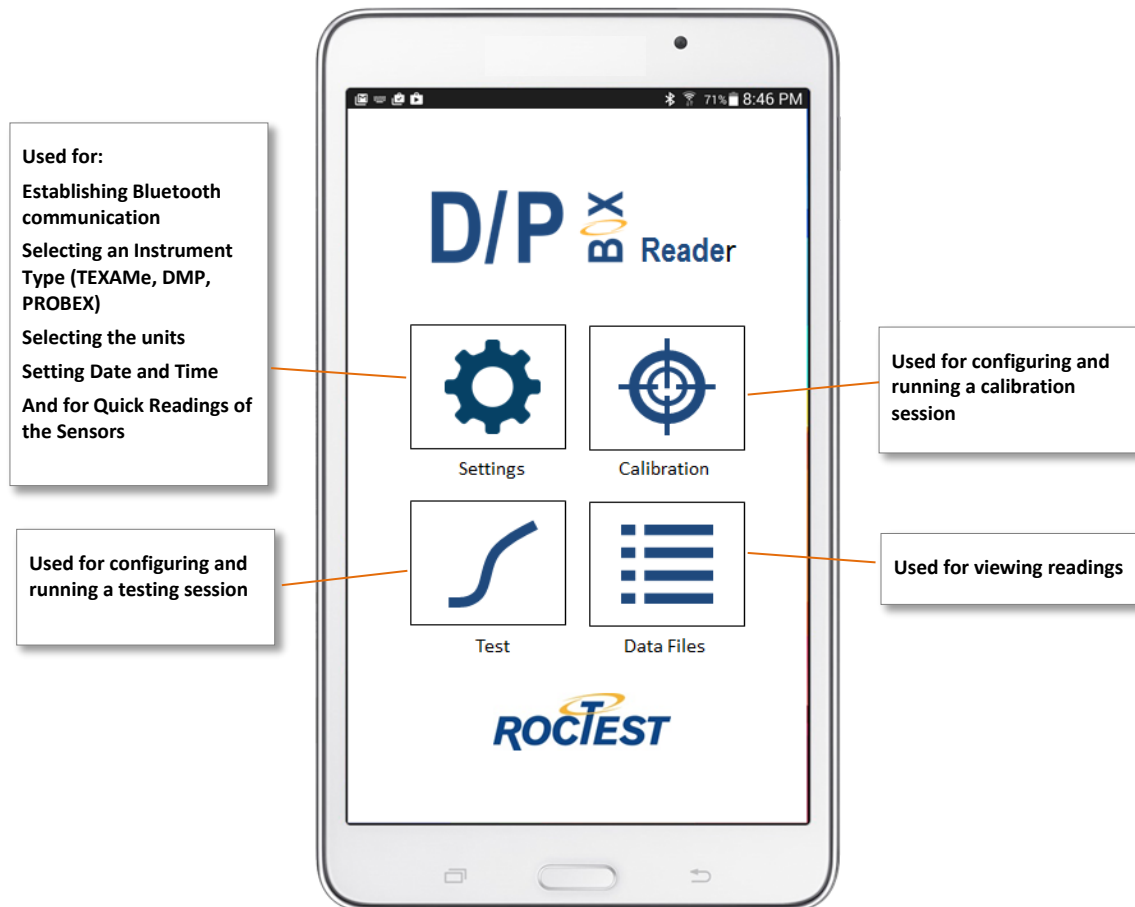 71% 8:46 PM
D/P BOX Reader
Used for:
Establishing Bluetooth
communication
Selecting an Instrument
Type (TEXAMe, DMP,
PROBEX)
Selecting the units
Setting Date and Time
And for Quick Readings of
the Sensors
Settings
Calibration
Used for configuring and
running a calibration
session
Used for configuring and
running a testing session
Test
Data Files
Used for viewing readings
ROCTEST